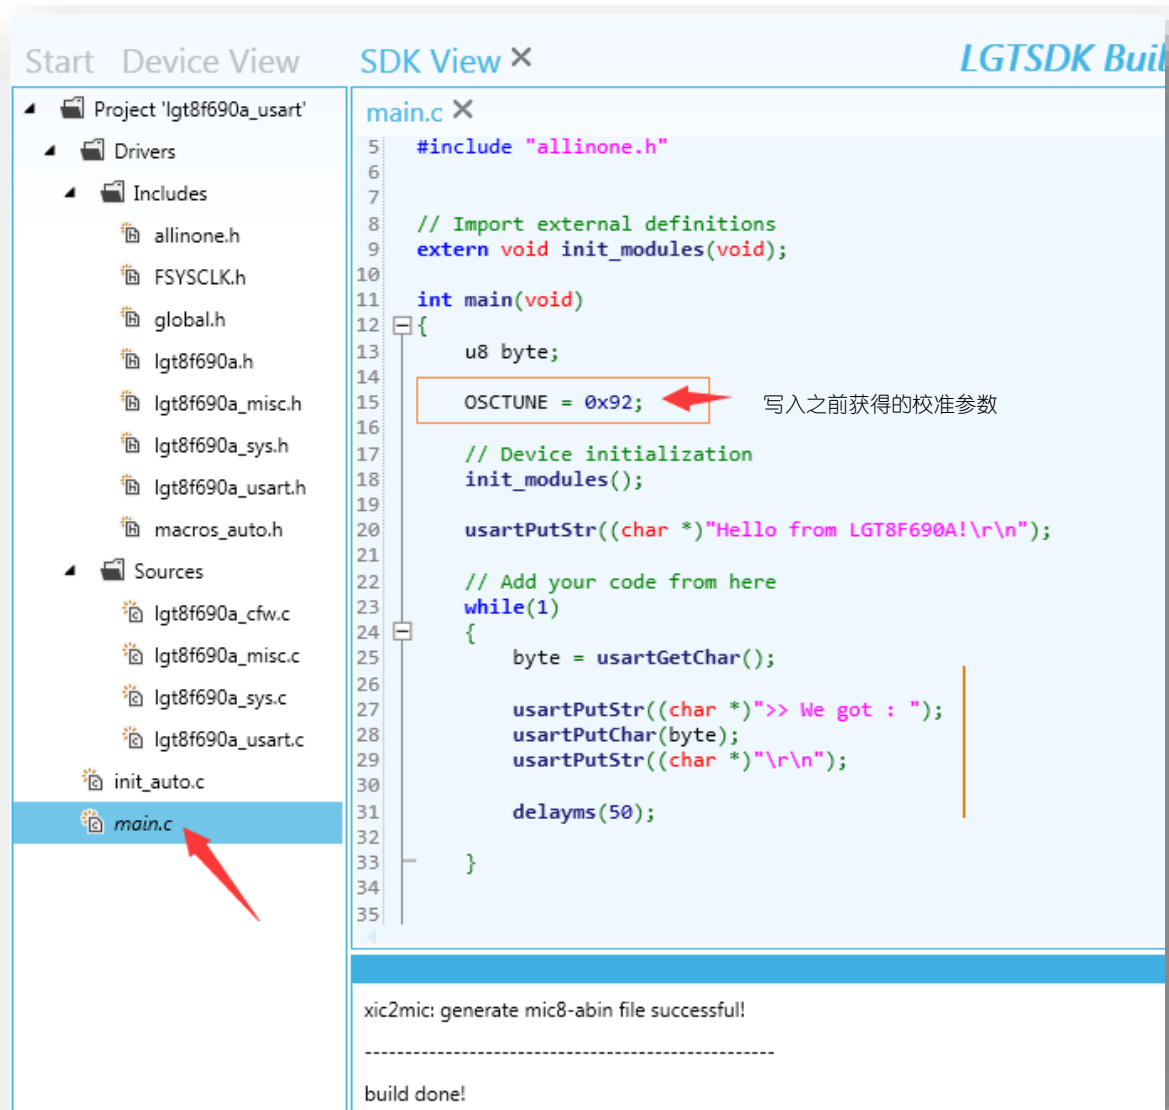 Start Device View SDK View LGTSDK Buil
Project 'lgt8f690a_usart'
Drivers
Includes
allinone.h
FSYSCLK.h
global.h
lgt8f690a.h
lgt8f690a_misc.h
lgt8f690a_sys.h
lgt8f690a_usart.h
macros_auto.h
Sources
lgt8f690a_cfw.c
lgt8f690a_misc.c
lgt8f690a_sys.c
lgt8f690a_usart.c
init_auto.c
main.c
main.c
5 #include "allinone.h"
6
7
8 // Import external definitions
9 extern void init_modules(void);
10
11 int main(void)
12 {
13 u8 byte;
14
15 OSCTUNE = 0x92; 写入之前获得的校准参数
16
17 // Device initialization
18 init_modules();
19
20 usartPutStr((char *)"Hello from LGT8F690A!\r\n");
21
22 // Add your code from here
23 while(1)
24 {
25 byte = usartGetChar();
26
27 usartPutStr((char *)">> We got : ");
28 usartPutChar(byte);
29 usartPutStr((char *)"\r\n");
30
31 delayms(50);
32
33 }
34
35
xic2mic: generate mic8-abin file successful!
---------------------------------------------------
build done!